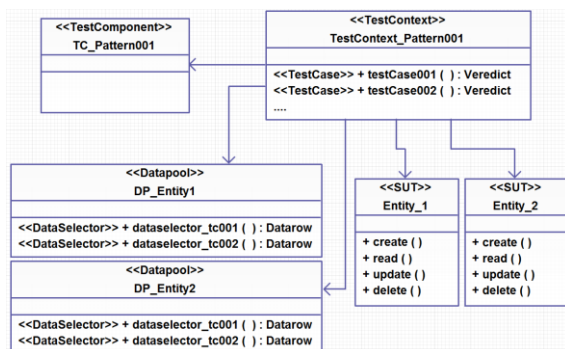 <<TestComponent>>
TC_Pattern001
<<TestContext>>
TestContext_Pattern001
<<TestCase>> + testCase001 ( ) : Veredict
<<TestCase>> + testCase002 ( ) : Veredict
....
<<Datapool>>
DP_Entity1
<<DataSelector>> + dataselector_tc001 ( ) : Datarow
<<DataSelector>> + dataselector_tc002 ( ) : Datarow
<<Datapool>>
DP_Entity2
<<DataSelector>> + dataselector_tc001 ( ) : Datarow
<<DataSelector>> + dataselector_tc002 ( ) : Datarow
<<SUT>>
Entity_1
+ create ( )
+ read ( )
+ update ( )
+ delete ( )
<<SUT>>
Entity_2
+ create ( )
+ read ( )
+ update ( )
+ delete ( )